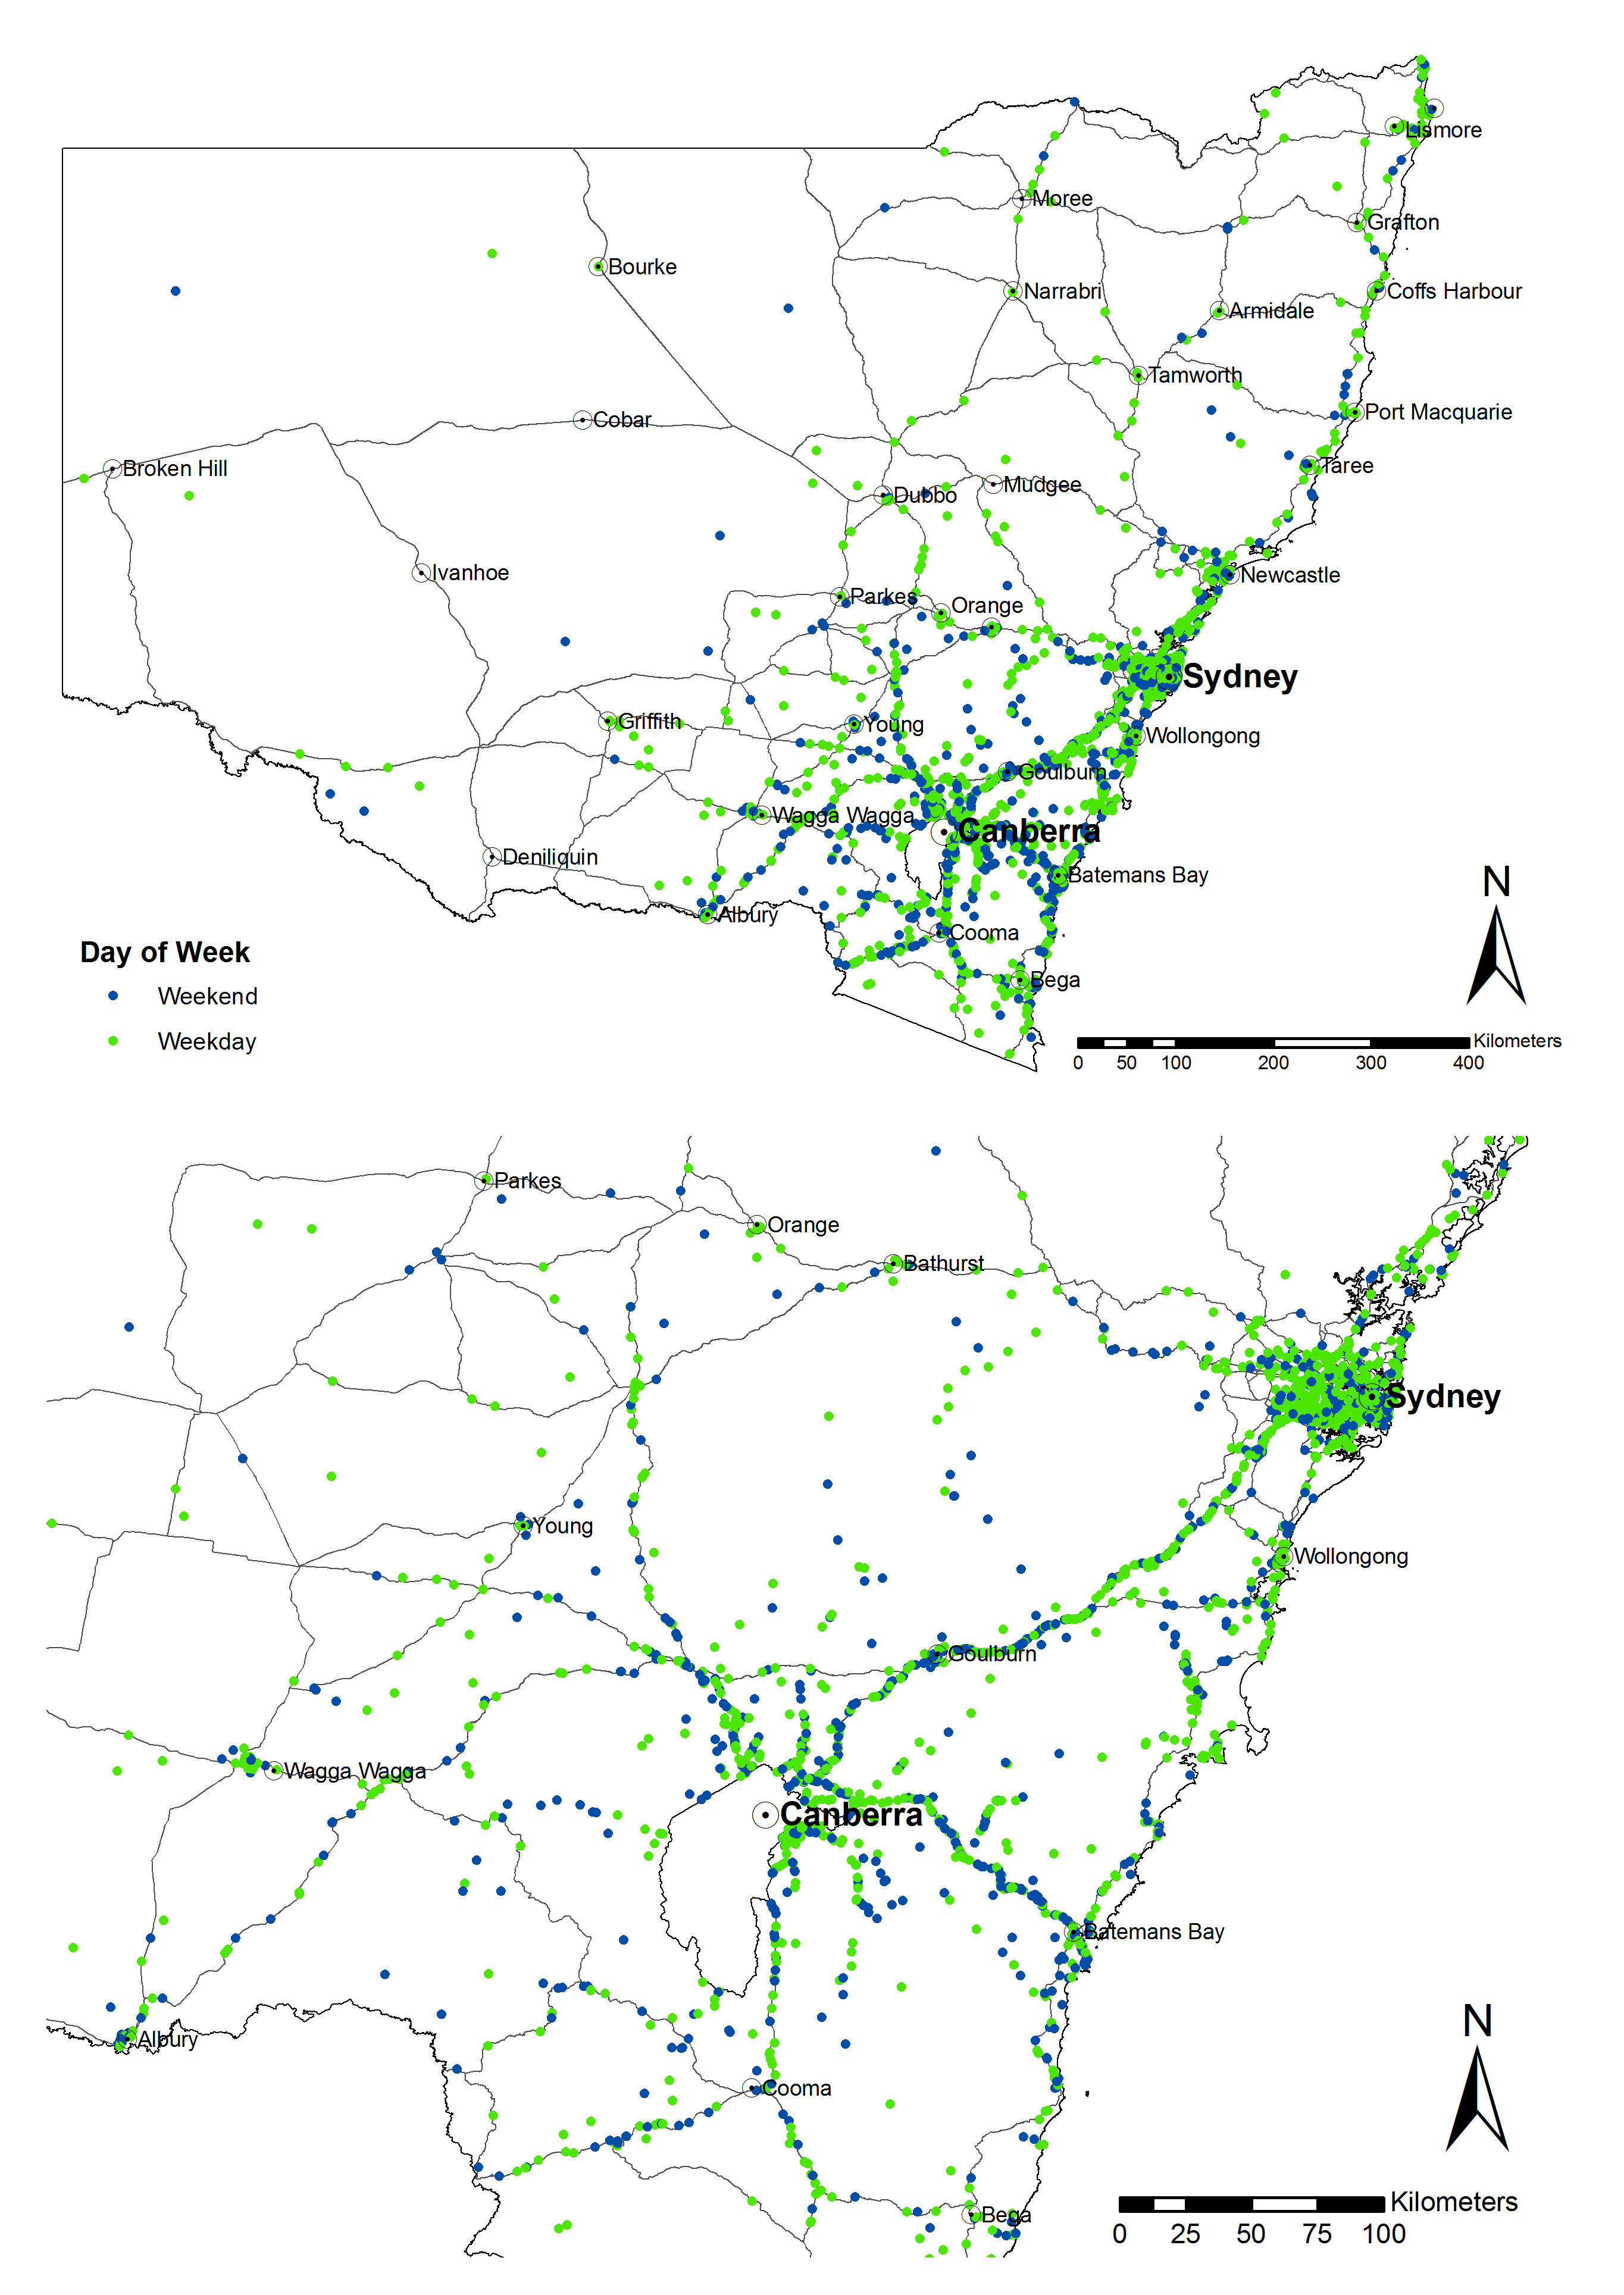 Lismore
Moree
Grafton
Bourke
Narrabri
Coffs Harbour
Armidale
Tamworth
Port Macquarie
Cobar
Broken Hill
Taree
Mudgee
Dubbo
Ivanhoe
Newcastle
Parkes
Orange
Sydney
Griffith
Young
Wollongong
Goulburn
Wagga Wagga
Canberra
Deniliquin
Batemans Bay
Albury
Cooma
Bega
Day of Week
Weekend
Weekday
N
Kilometers
0 50 100 200 300 400
Parkes
Orange
Bathurst
Sydney
Young
Wollongong
Goulburn
Wagga Wagga
Canberra
Batemans Bay
Albury
Cooma
Bega
N
Kilometers
0 25 50 75 100